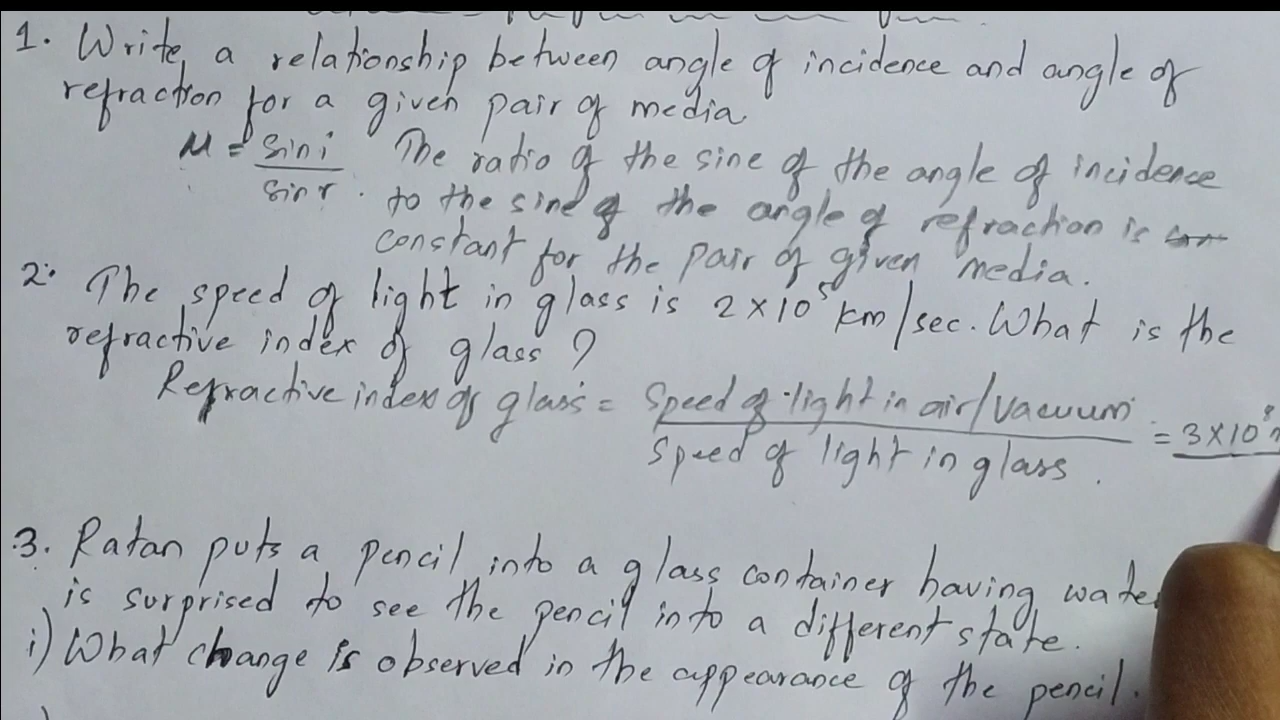 1. Write a relationship between angle of incidence and angle of
refraction for a given pair of media
μ = sin i / sin r . The ratio of the sine of the angle of incidence
to the sine of the angle of refraction is
constant for the pair of given media.
2. The speed of light in glass is 2×10⁵ km/sec. What is the
refractive index of glass ?
Refractive index of glass = Speed of light in air/vacuum / Speed of light in glass . = 3×10⁸
3. Ratan puts a pencil into a glass container having
is surprised to see the pencil into a different state.
i) What change is observed in the appearance of the pencil.